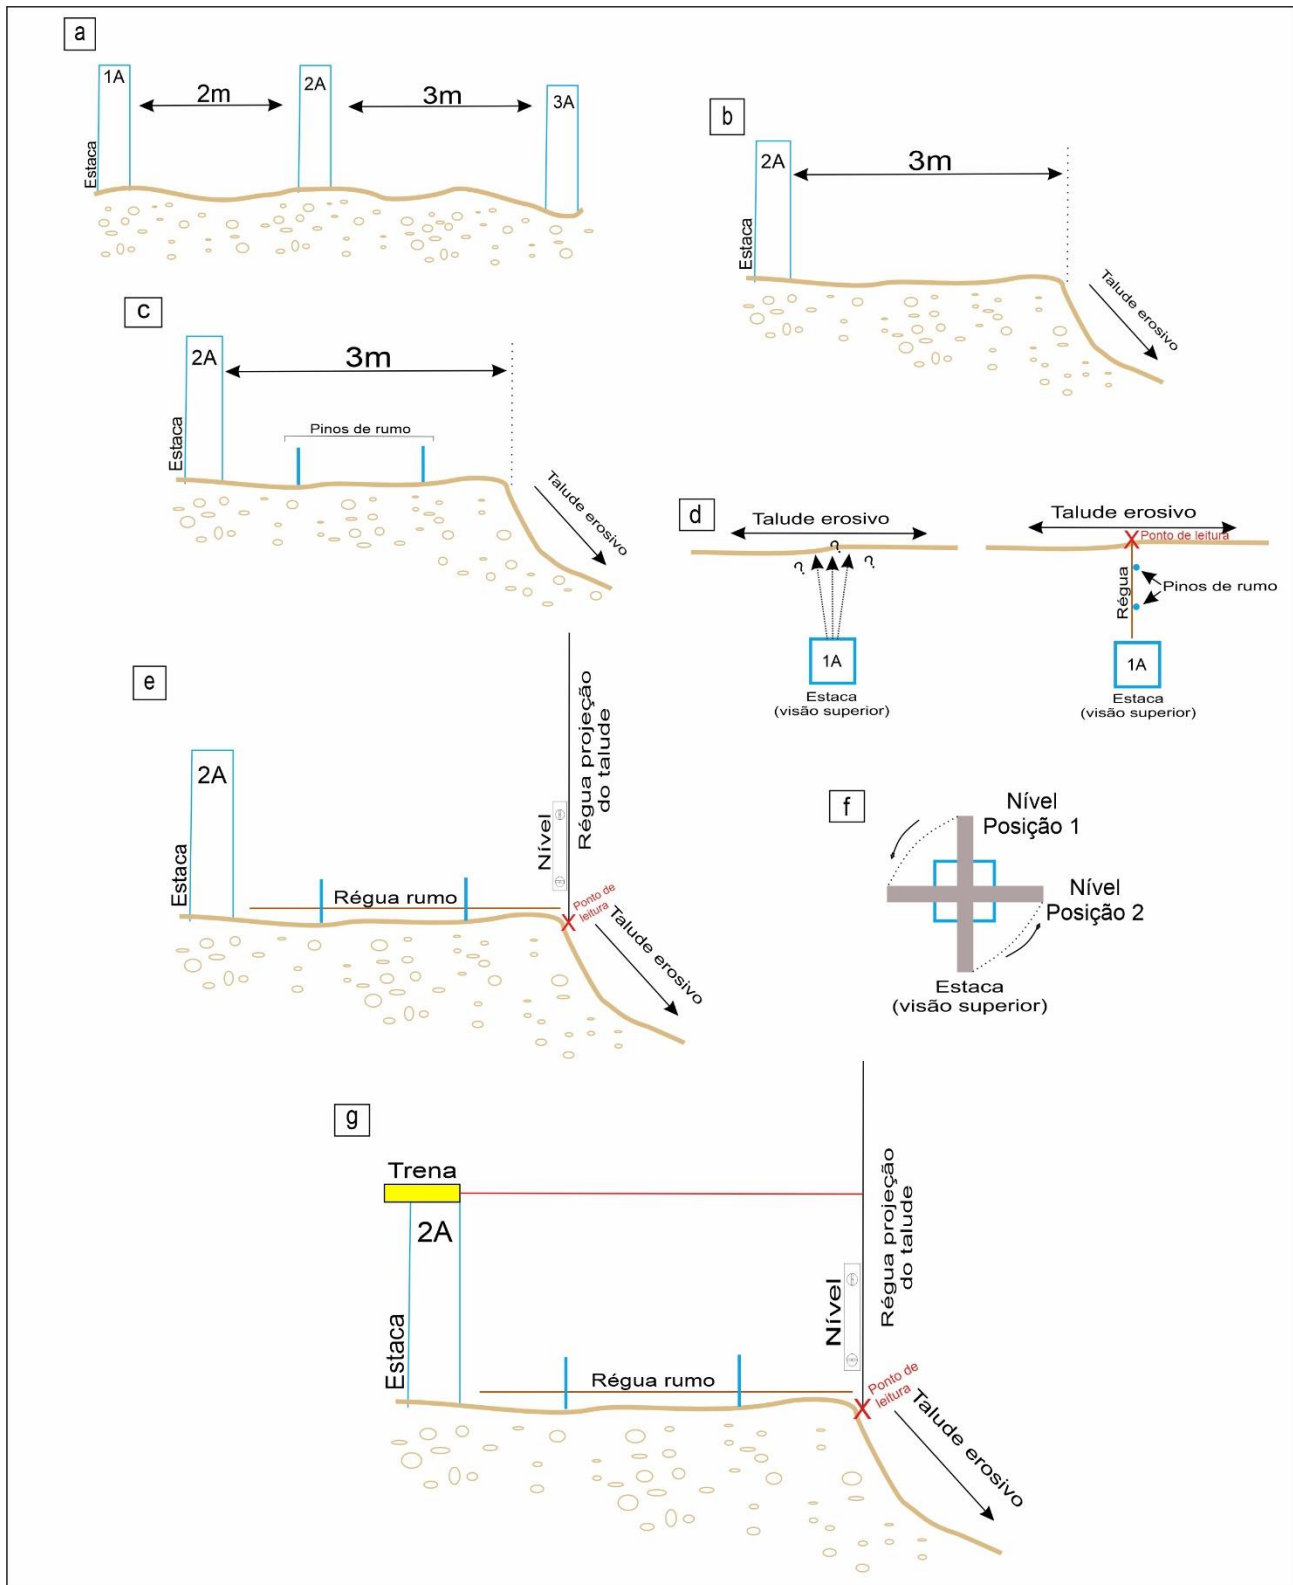 a
1A
2m
2A
3m
3A
Estaca
b
2A
3m
Estaca
Talude erosivo
c
2A
3m
Estaca
Pinos de rumo
Talude erosivo
d
Talude erosivo
?
?
?
1A
Estaca
(visão superior)
Talude erosivo
Ponto de leitura
Régua
Pinos de rumo
1A
Estaca
(visão superior)
e
2A
Estaca
Régua rumo
Nível
Régua projeção
do talude
Ponto de
leitura
Talude erosivo
f
Nível
Posição 1
Nível
Posição 2
Estaca
(visão superior)
g
Trena
2A
Estaca
Régua rumo
Nível
Régua projeção
do talude
Ponto de
leitura
Talude erosivo